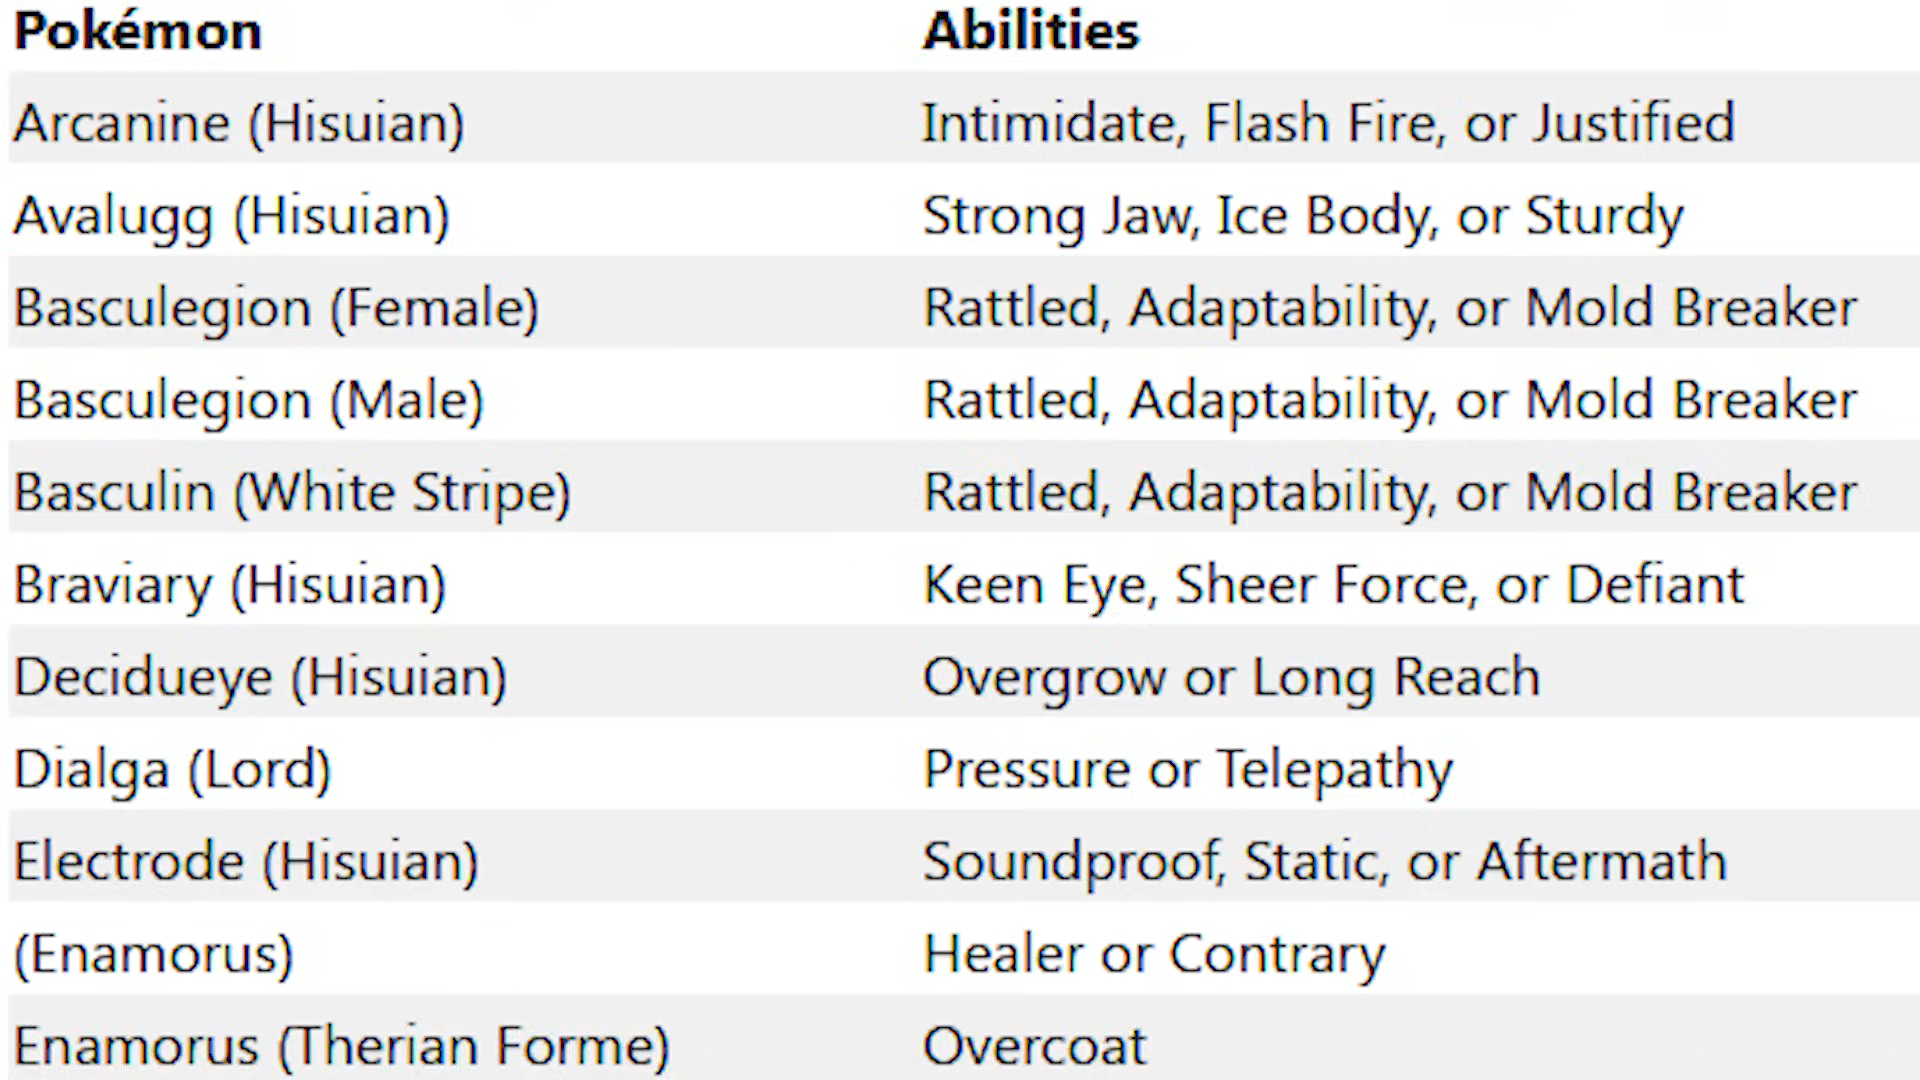 Pokémon Abilities
Arcanine (Hisuian) Intimidate, Flash Fire, or Justified
Avalugg (Hisuian) Strong Jaw, Ice Body, or Sturdy
Basculegion (Female) Rattled, Adaptability, or Mold Breaker
Basculegion (Male) Rattled, Adaptability, or Mold Breaker
Basculin (White Stripe) Rattled, Adaptability, or Mold Breaker
Braviary (Hisuian) Keen Eye, Sheer Force, or Defiant
Decidueye (Hisuian) Overgrow or Long Reach
Dialga (Lord) Pressure or Telepathy
Electrode (Hisuian) Soundproof, Static, or Aftermath
(Enamorus) Healer or Contrary
Enamorus (Therian Forme) Overcoat